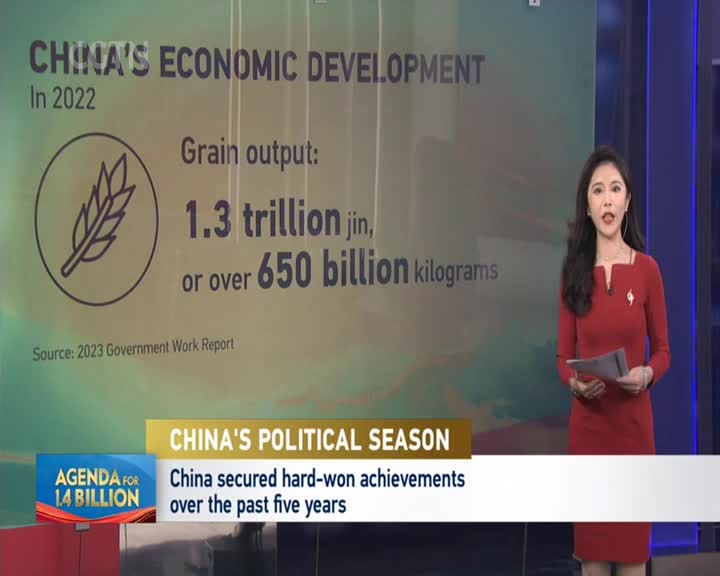 CGTN
CHINA'S ECONOMIC DEVELOPMENT
In 2022
Grain output:
1.3 trillion jin,
or over 650 billion kilograms
Source: 2023 Government Work Report
CHINA'S POLITICAL SEASON
AGENDA FOR
1.4 BILLION
China secured hard-won achievements
over the past five years